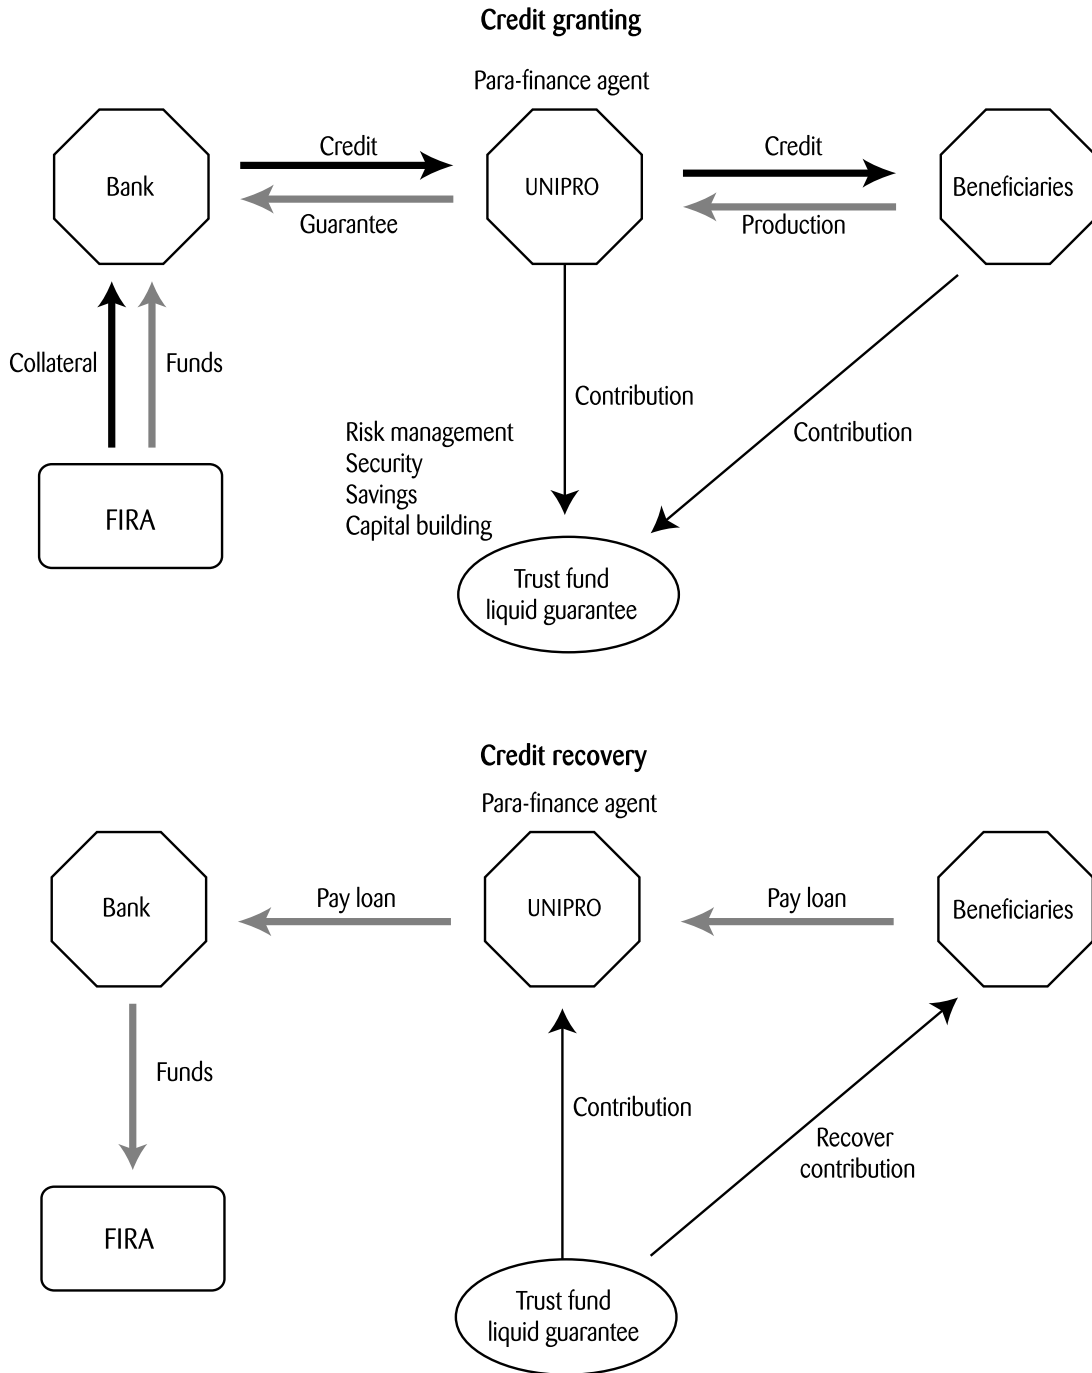 Credit granting
Para-finance agent
Credit
Credit
Bank
UNIPRO
Beneficiaries
Guarantee
Production
Collateral
Funds
Contribution
Contribution
Risk management
Security
Savings
Capital building
FIRA
Trust fund
liquid guarantee
Credit recovery
Para-finance agent
Pay loan
Pay loan
Bank
UNIPRO
Beneficiaries
Funds
Contribution
Recover
contribution
FIRA
Trust fund
liquid guarantee